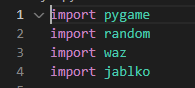 1 import pygame
2 import random
3 import waz
4 import jablko